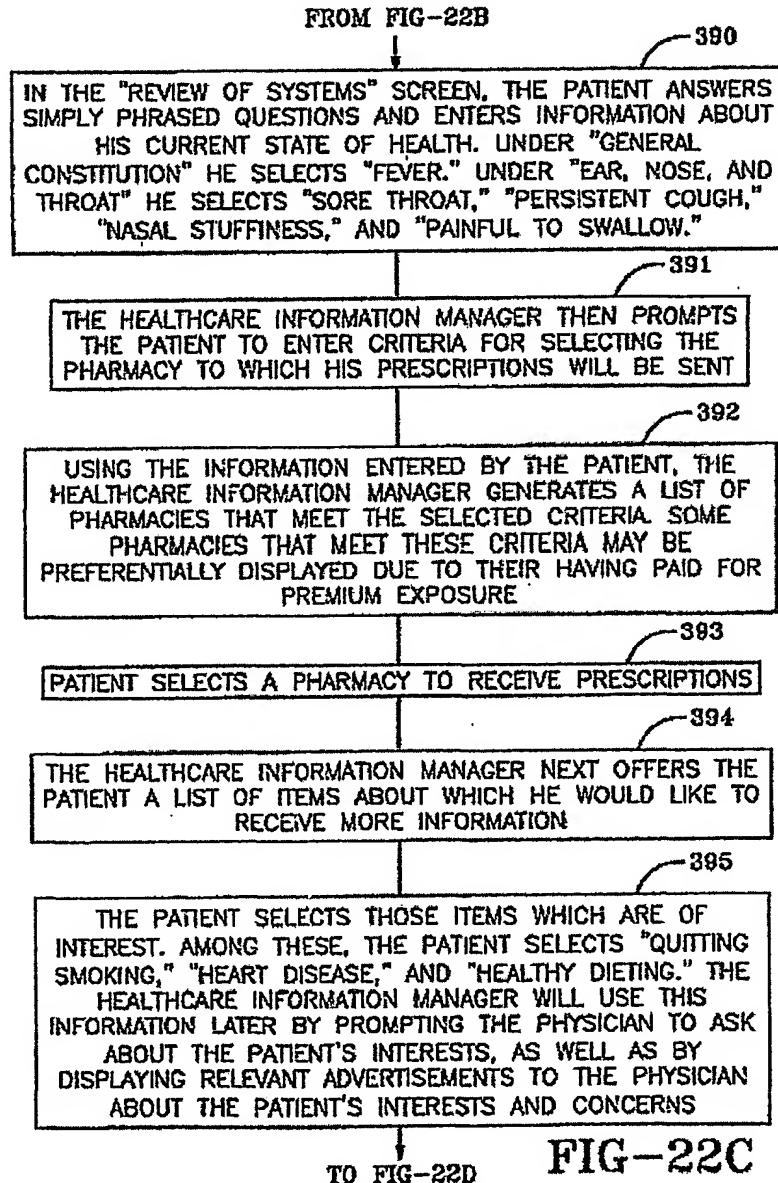 FROM FIG-22B
390
IN THE "REVIEW OF SYSTEMS" SCREEN, THE PATIENT ANSWERS
SIMPLY PHRASED QUESTIONS AND ENTERS INFORMATION ABOUT
HIS CURRENT STATE OF HEALTH. UNDER "GENERAL
CONSTITUTION" HE SELECTS "FEVER." UNDER "EAR, NOSE, AND
THROAT" HE SELECTS "SORE THROAT," "PERSISTENT COUGH,"
"NASAL STUFFINESS," AND "PAINFUL TO SWALLOW."
391
THE HEALTHCARE INFORMATION MANAGER THEN PROMPTS
THE PATIENT TO ENTER CRITERIA FOR SELECTING THE
PHARMACY TO WHICH HIS PRESCRIPTIONS WILL BE SENT
392
USING THE INFORMATION ENTERED BY THE PATIENT, THE
HEALTHCARE INFORMATION MANAGER GENERATES A LIST OF
PHARMACIES THAT MEET THE SELECTED CRITERIA. SOME
PHARMACIES THAT MEET THESE CRITERIA MAY BE
PREFERENTIALLY DISPLAYED DUE TO THEIR HAVING PAID FOR
PREMIUM EXPOSURE
393
PATIENT SELECTS A PHARMACY TO RECEIVE PRESCRIPTIONS
394
THE HEALTHCARE INFORMATION MANAGER NEXT OFFERS THE
PATIENT A LIST OF ITEMS ABOUT WHICH HE WOULD LIKE TO
RECEIVE MORE INFORMATION
395
THE PATIENT SELECTS THOSE ITEMS WHICH ARE OF
INTEREST. AMONG THESE, THE PATIENT SELECTS "QUITTING
SMOKING," "HEART DISEASE," AND "HEALTHY DIETING." THE
HEALTHCARE INFORMATION MANAGER WILL USE THIS
INFORMATION LATER BY PROMPTING THE PHYSICIAN TO ASK
ABOUT THE PATIENT'S INTERESTS, AS WELL AS BY
DISPLAYING RELEVANT ADVERTISEMENTS TO THE PHYSICIAN
ABOUT THE PATIENT'S INTERESTS AND CONCERNS
TO FIG-22D
FIG-22C